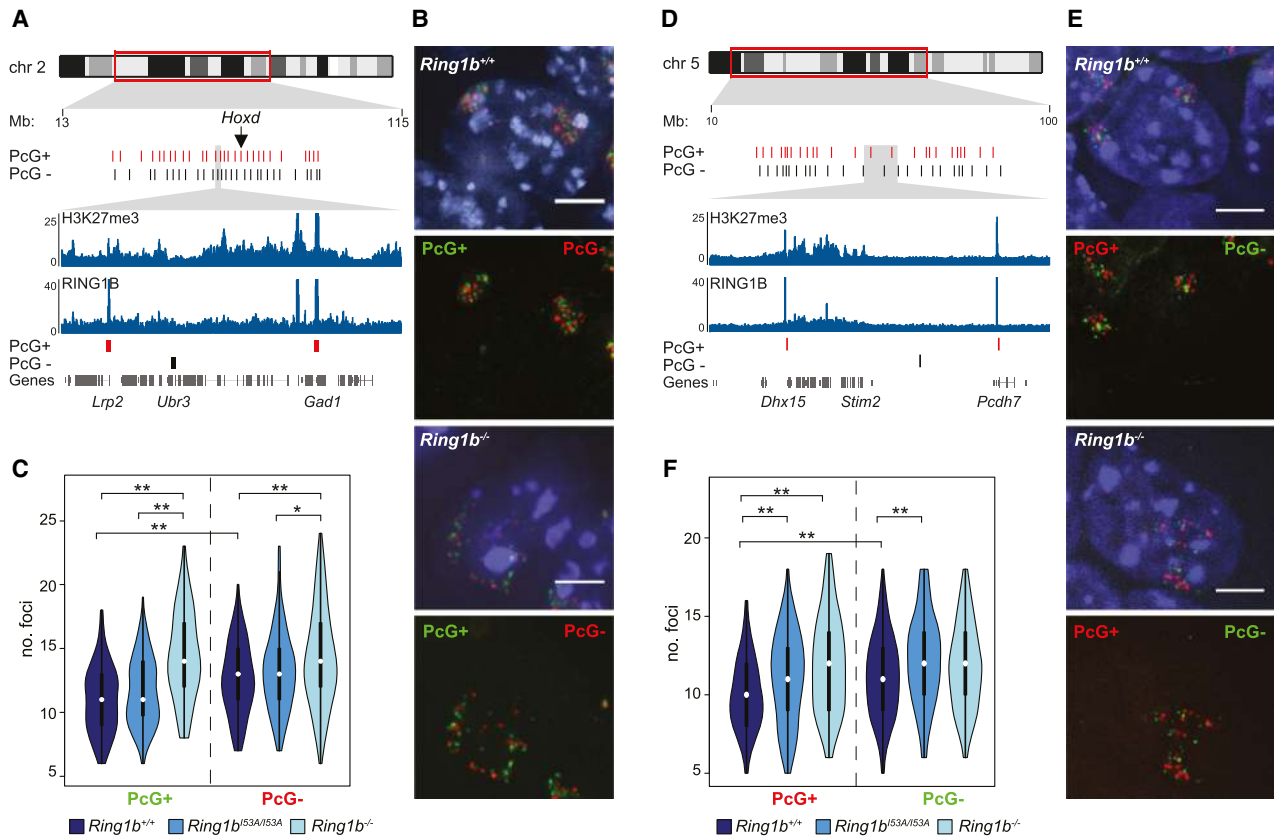 A
chr 2
Mb:
13
Hoxd
115
PcG+
PcG -
H3K27me3
25
0
RING1B
40
0
PcG+
PcG -
Genes
Lrp2
Ubr3
Gad1
B
Ring1b+/+
PcG+
PcG-
Ring1b-/-
PcG+
PcG-
C
no. foci
25
20
15
10
5
**
**
**
**
*
**
PcG+
PcG-
Ring1b+/+
Ring1bI53A/I53A
Ring1b-/-
D
chr 5
Mb:
10
100
PcG+
PcG -
H3K27me3
25
0
RING1B
40
0
PcG+
PcG -
Genes
Dhx15
Stim2
Pcdh7
E
Ring1b+/+
PcG+
PcG-
Ring1b-/-
PcG+
PcG-
F
no. foci
20
15
10
5
**
**
**
**
PcG+
PcG-
Ring1b+/+
Ring1bI53A/I53A
Ring1b-/-